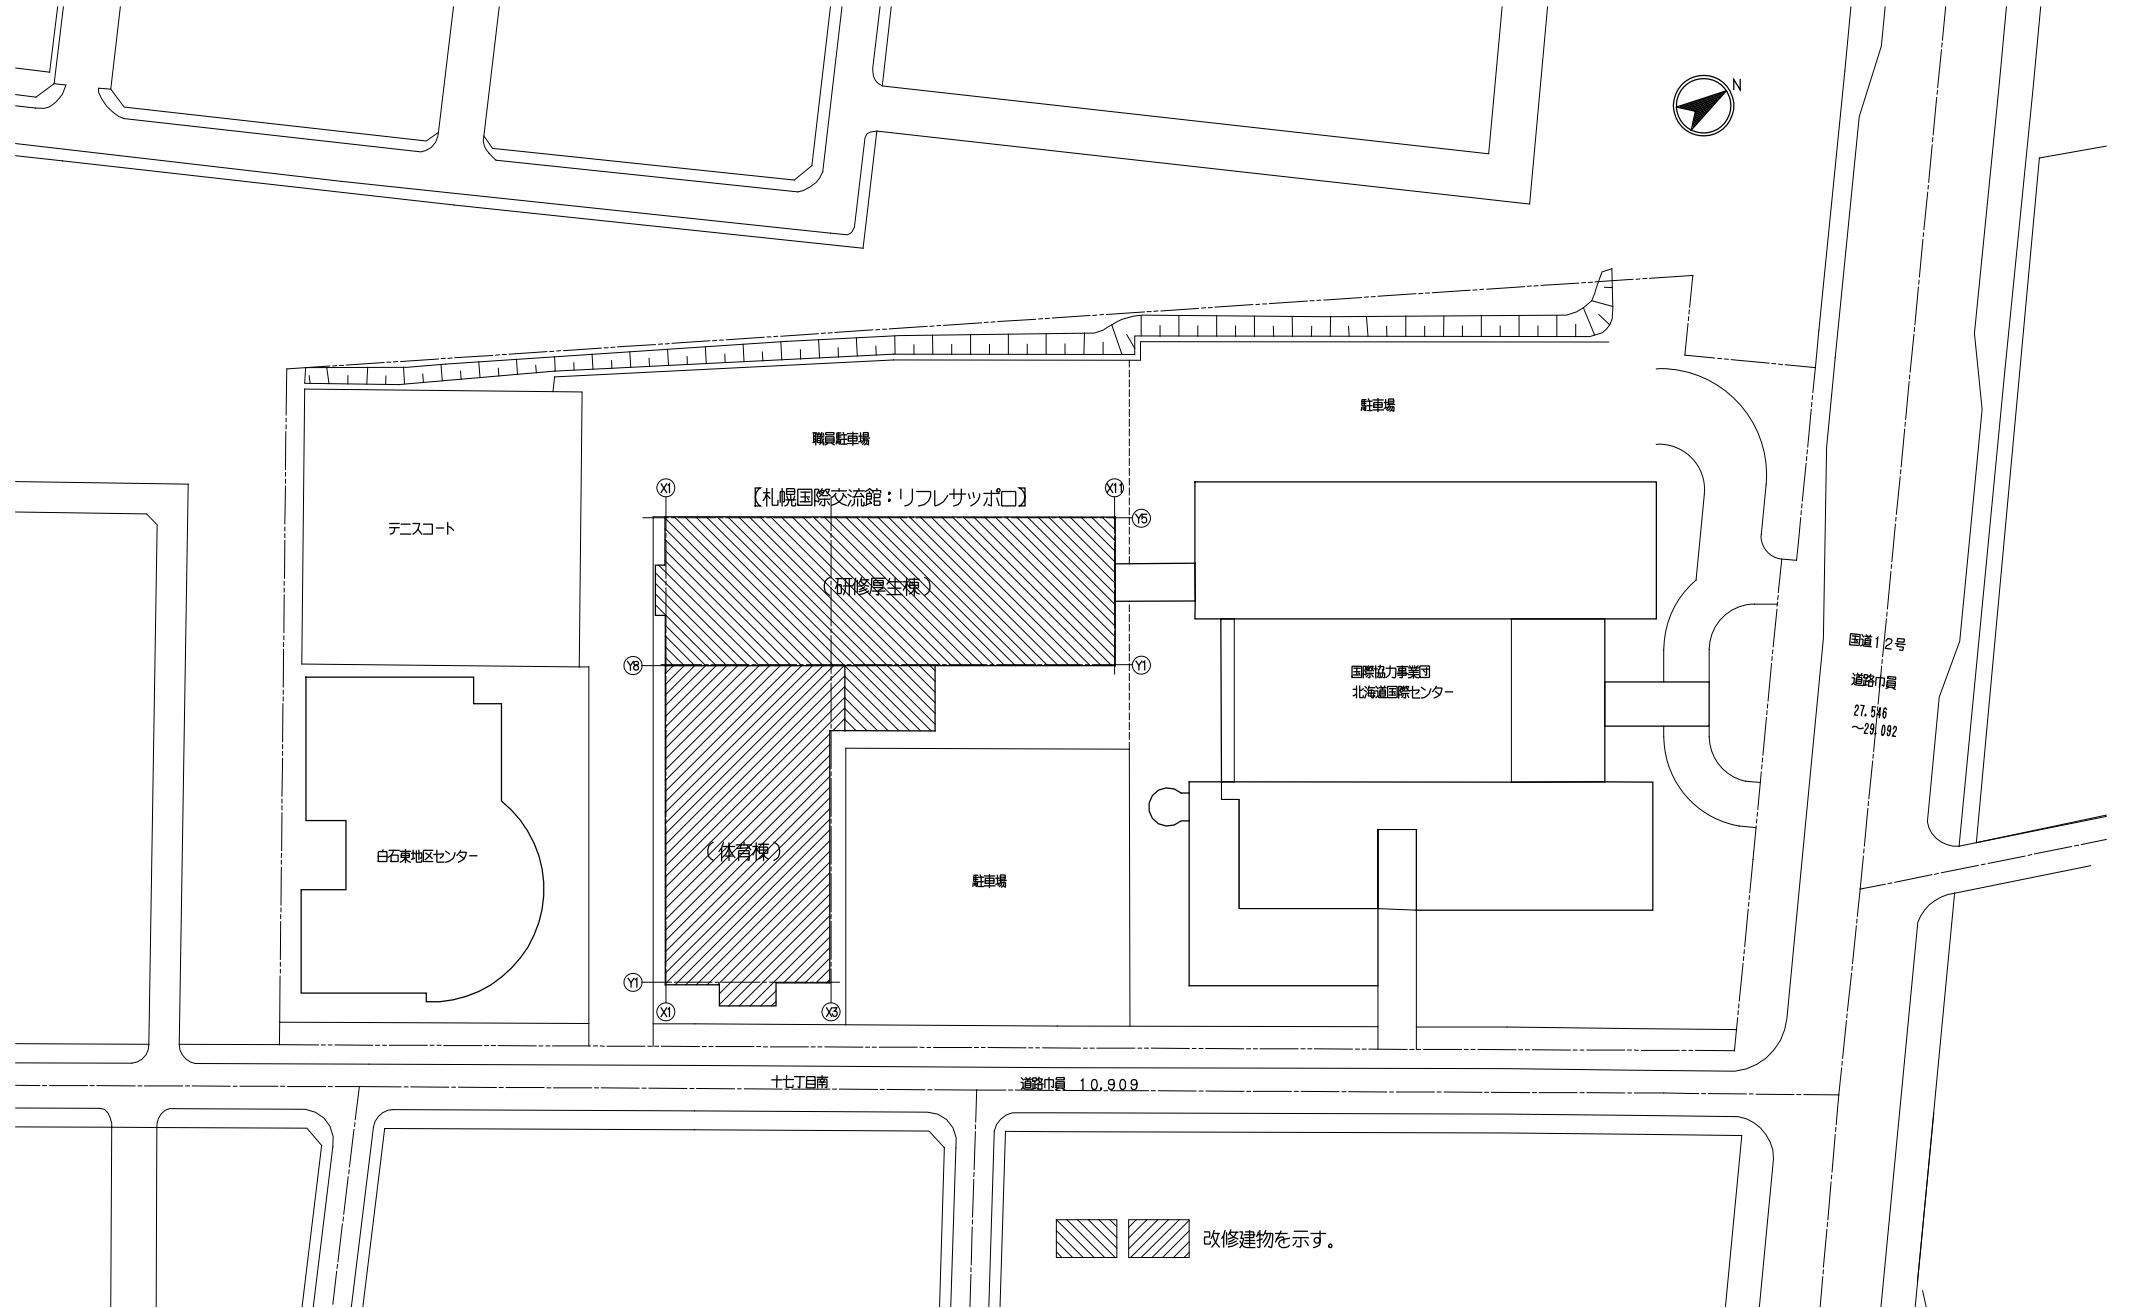 N
駐車場
職員駐車場
X1
【札幌国際交流館：リフレサッポロ】
X11
Y5
テニスコート
（研修厚生棟）
国道12号
Y8
Y1
国際協力事業団
北海道国際センター
道路巾員
27.546
～29.092
白石東地区センター
（体育棟）
駐車場
Y1
X1
X3
十七丁目南
道路巾員 10.909
改修建物を示す。